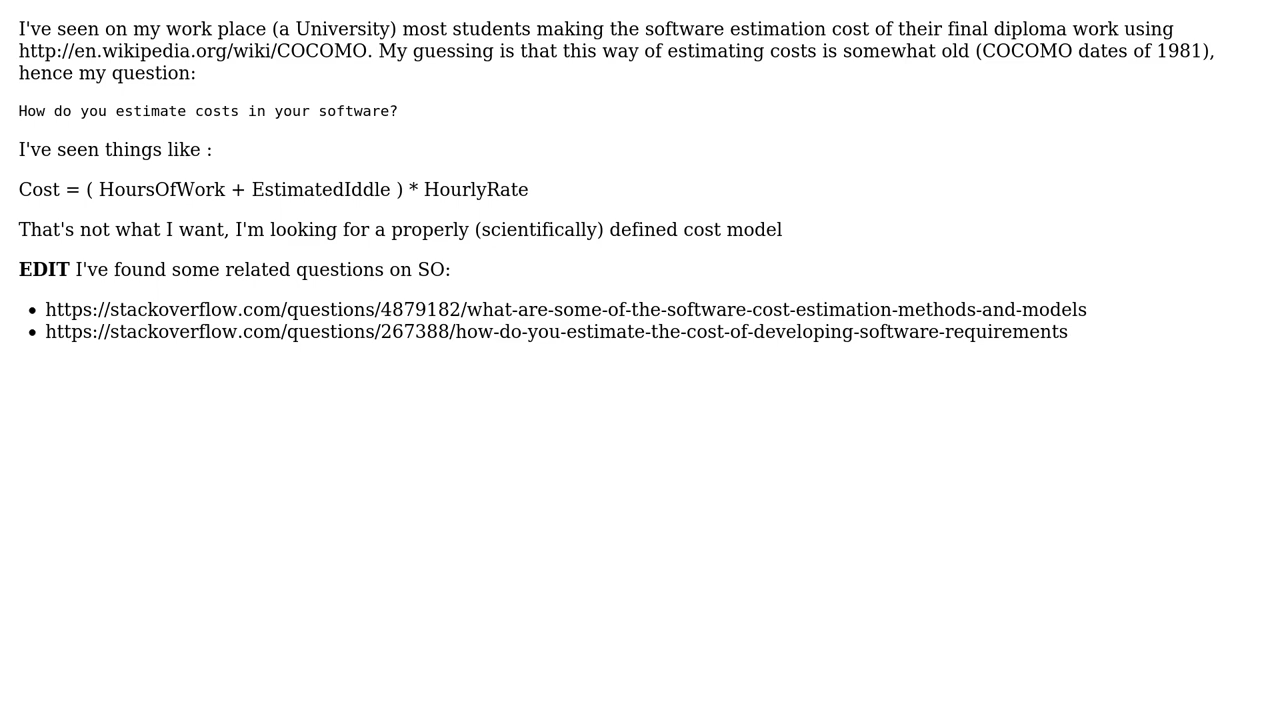 I've seen on my work place (a University) most students making the software estimation cost of their final diploma work using
http://en.wikipedia.org/wiki/COCOMO. My guessing is that this way of estimating costs is somewhat old (COCOMO dates of 1981),
hence my question:
How do you estimate costs in your software?
I've seen things like :
Cost = ( HoursOfWork + EstimatedIddle ) * HourlyRate
That's not what I want, I'm looking for a properly (scientifically) defined cost model
EDIT I've found some related questions on SO:
• https://stackoverflow.com/questions/4879182/what-are-some-of-the-software-cost-estimation-methods-and-models
• https://stackoverflow.com/questions/267388/how-do-you-estimate-the-cost-of-developing-software-requirements